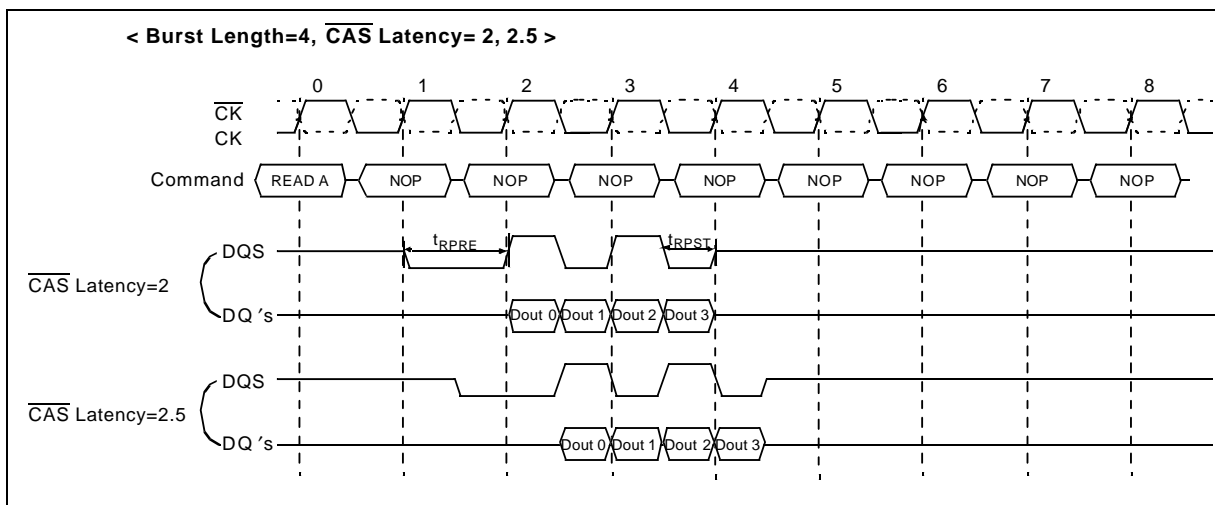 < Burst Length=4, CAS Latency= 2, 2.5 >
0 1 2 3 4 5 6 7 8
CK
CK
Command READ A NOP NOP NOP NOP NOP NOP NOP NOP
DQS tRPRE tRPST
CAS Latency=2
DQ 's Dout 0 Dout 1 Dout 2 Dout 3
DQS
CAS Latency=2.5
DQ 's Dout 0 Dout 1 Dout 2 Dout 3